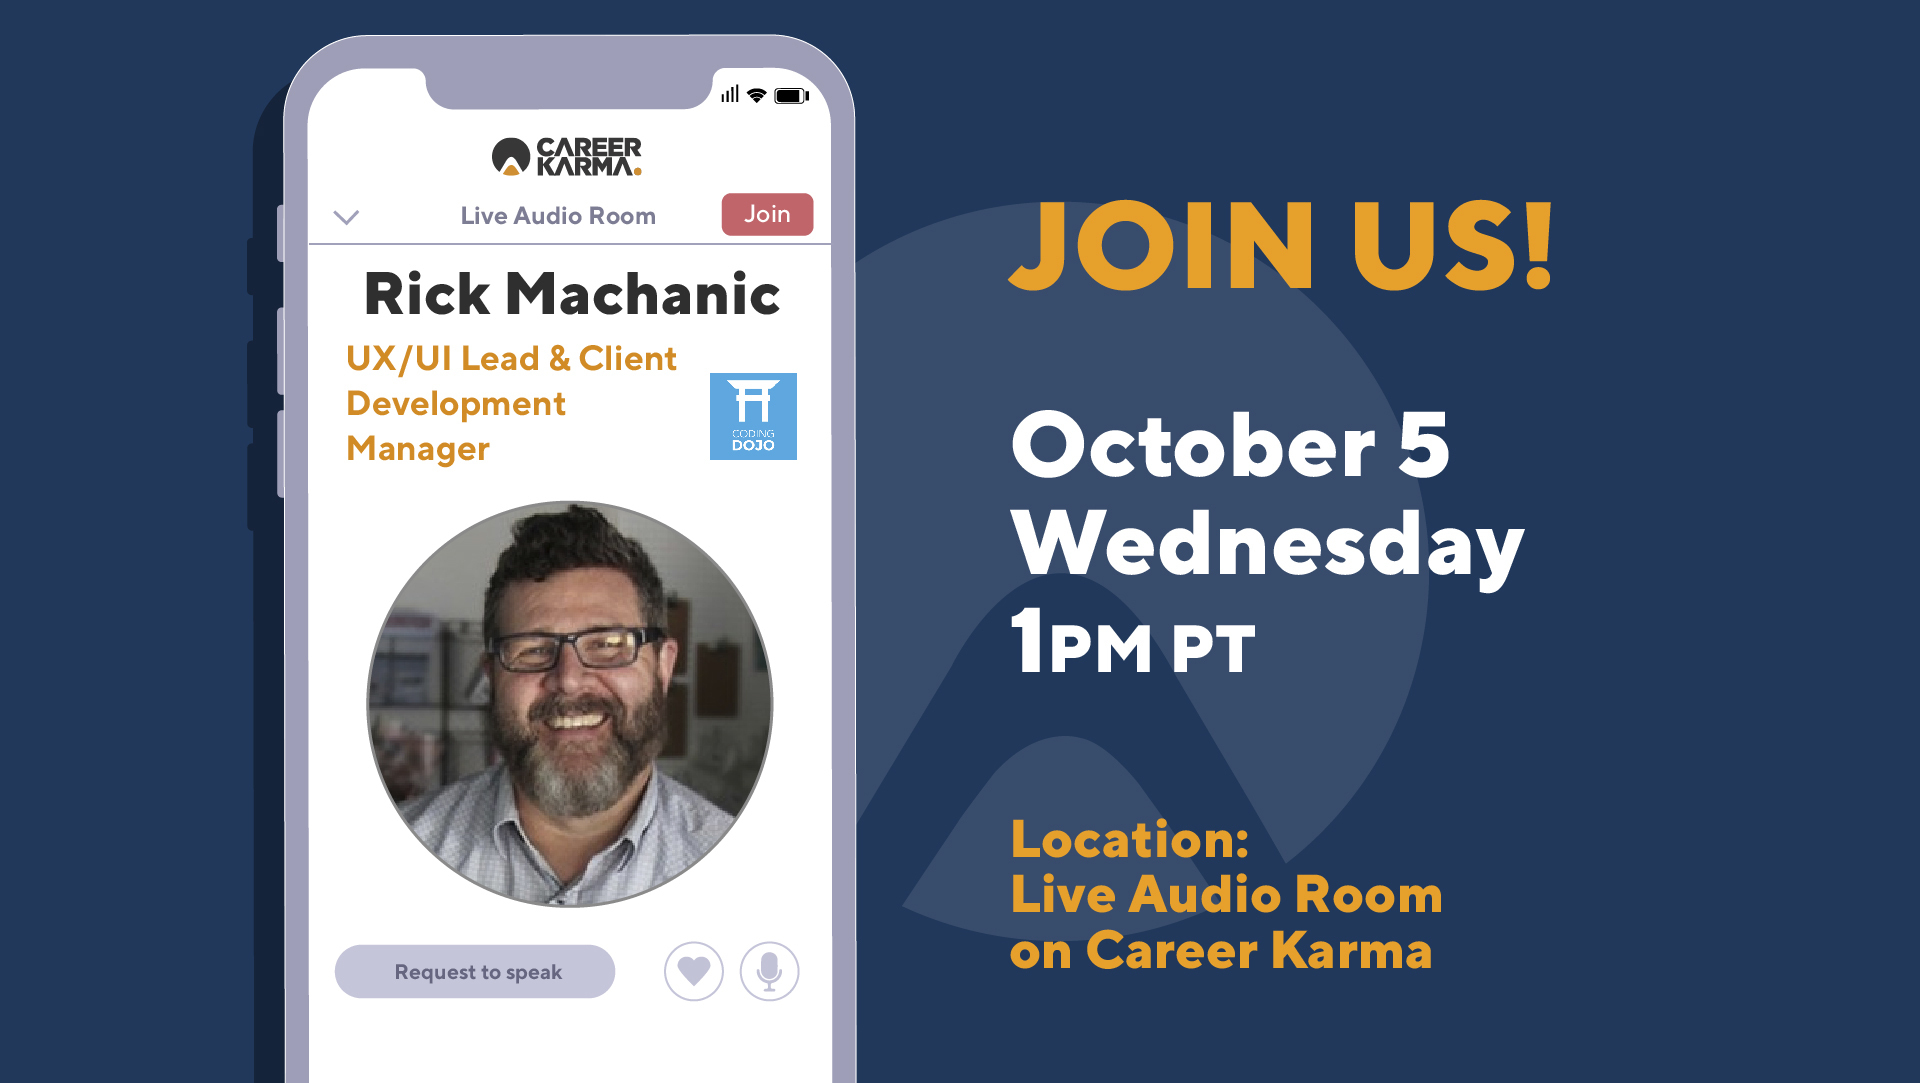 CAREER
KARMA.
Live Audio Room
Join
Rick Machanic
UX/UI Lead & Client
Development
Manager
CODING
DOJO
Request to speak
JOIN US!
October 5
Wednesday
1PM PT
Location:
Live Audio Room
on Career Karma